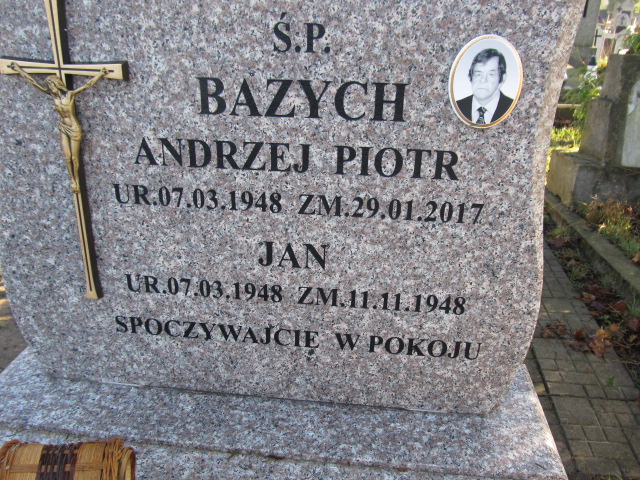 Ś.P.
BAZYCH
ANDRZEJ PIOTR
UR.07.03.1948 ZM.29.01.2017
JAN
UR.07.03.1948 ZM.11.11.1948
SPOCZYWAJCIĘ W POKOJU